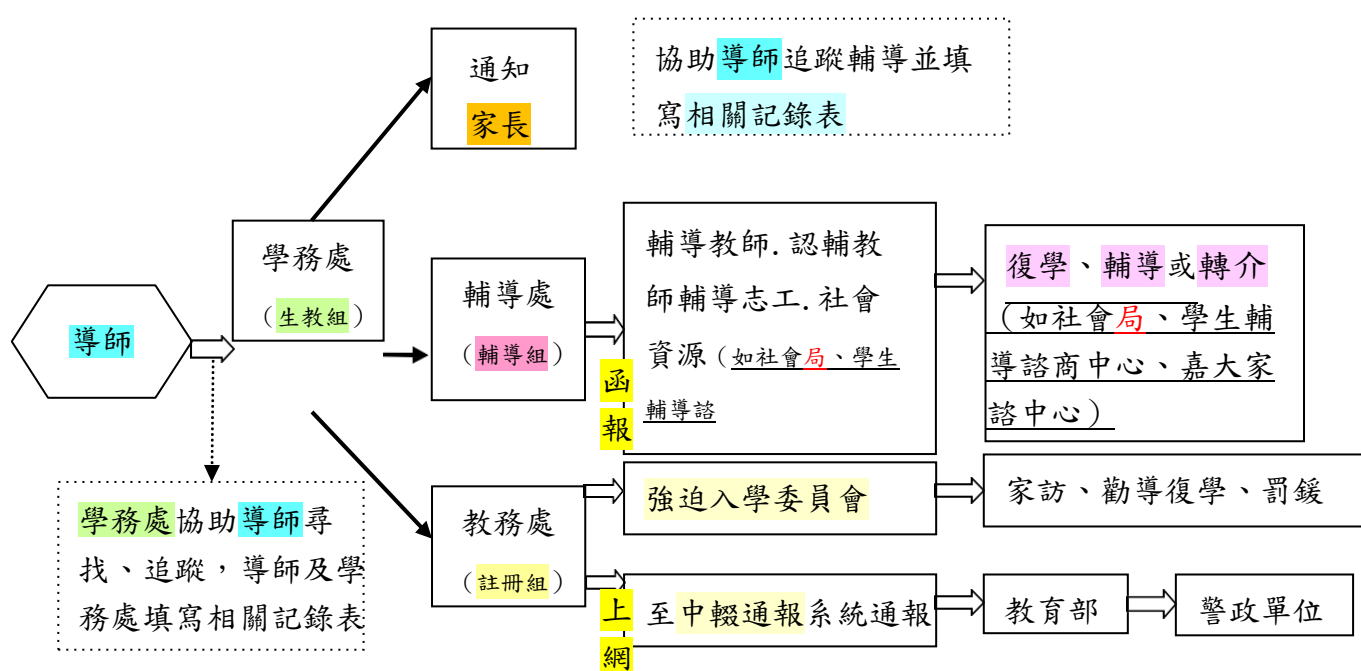 通知
家長
協助導師追蹤輔導並填
寫相關記錄表
學務處
（生教組）
導師
輔導處
（輔導組）
函
報
輔導教師.認輔教
師輔導志工.社會
資源（如社會局、學生
輔導諮
復學、輔導或轉介
（如社會局、學生輔
導諮商中心、嘉大家
諮中心）
學務處協助導師尋
找、追蹤，導師及學
務處填寫相關記錄表
教務處
（註冊組）
強迫入學委員會
家訪、勸導復學、罰鍰
上
網
至中輟通報系統通報
教育部
警政單位